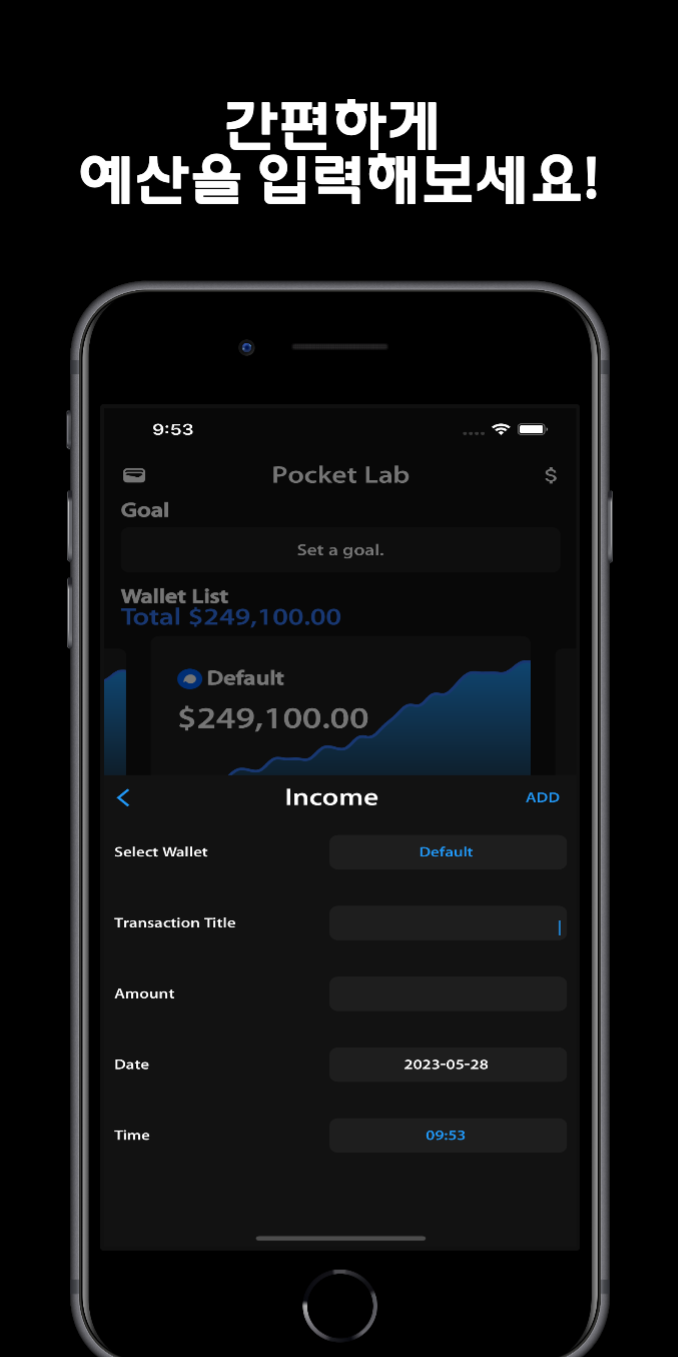 간편하게
예산을 입력해보세요!
9:53
Pocket Lab
$
Goal
Set a goal.
Wallet List
Total $249,100.00
Default
$249,100.00
Income
ADD
Select Wallet
Default
Transaction Title
Amount
Date
2023-05-28
Time
09:53